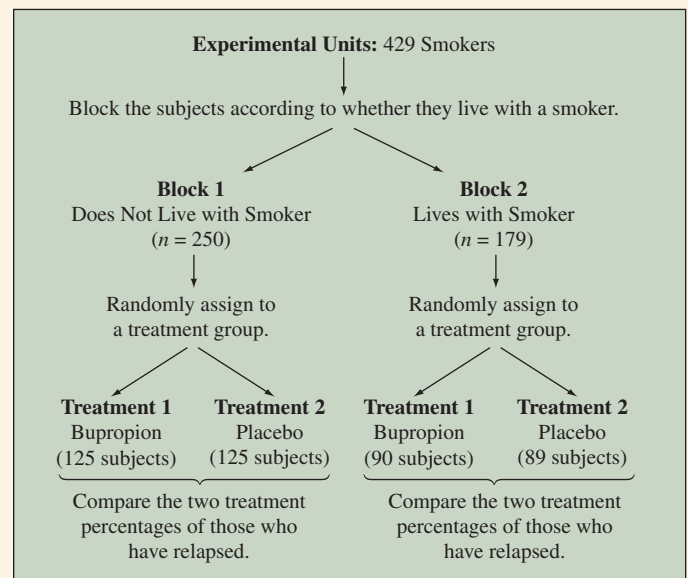 Experimental Units: 429 Smokers
Block the subjects according to whether they live with a smoker.
Block 1
Does Not Live with Smoker
(n = 250)
Randomly assign to
a treatment group.
Treatment 1
Bupropion
(125 subjects)
Treatment 2
Placebo
(125 subjects)
Compare the two treatment
percentages of those who
have relapsed.
Block 2
Lives with Smoker
(n = 179)
Randomly assign to
a treatment group.
Treatment 1
Bupropion
(90 subjects)
Treatment 2
Placebo
(89 subjects)
Compare the two treatment
percentages of those who
have relapsed.